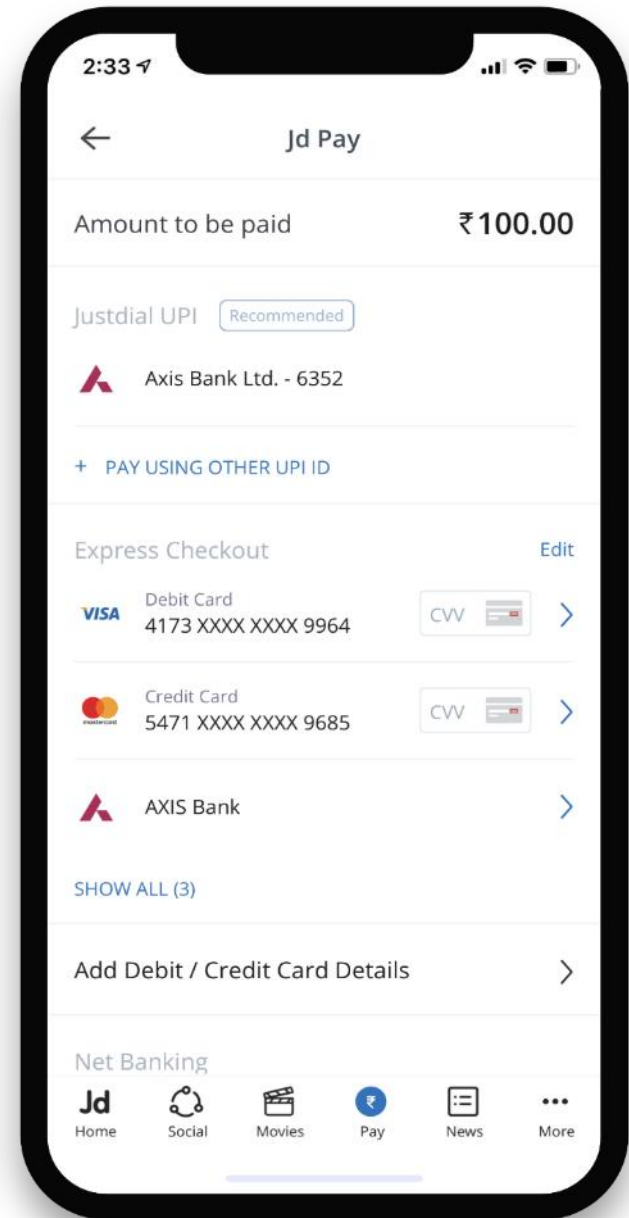 2:33
Jd Pay
Amount to be paid ₹100.00
Justdial UPI Recommended
Axis Bank Ltd. - 6352
+ PAY USING OTHER UPI ID
Express Checkout Edit
VISA Debit Card CVV
4173 XXXX XXXX 9964
mastercard Credit Card CVV
5471 XXXX XXXX 9685
AXIS Bank
SHOW ALL (3)
Add Debit / Credit Card Details
Net Banking
Jd ₹
Home Social Movies Pay News More